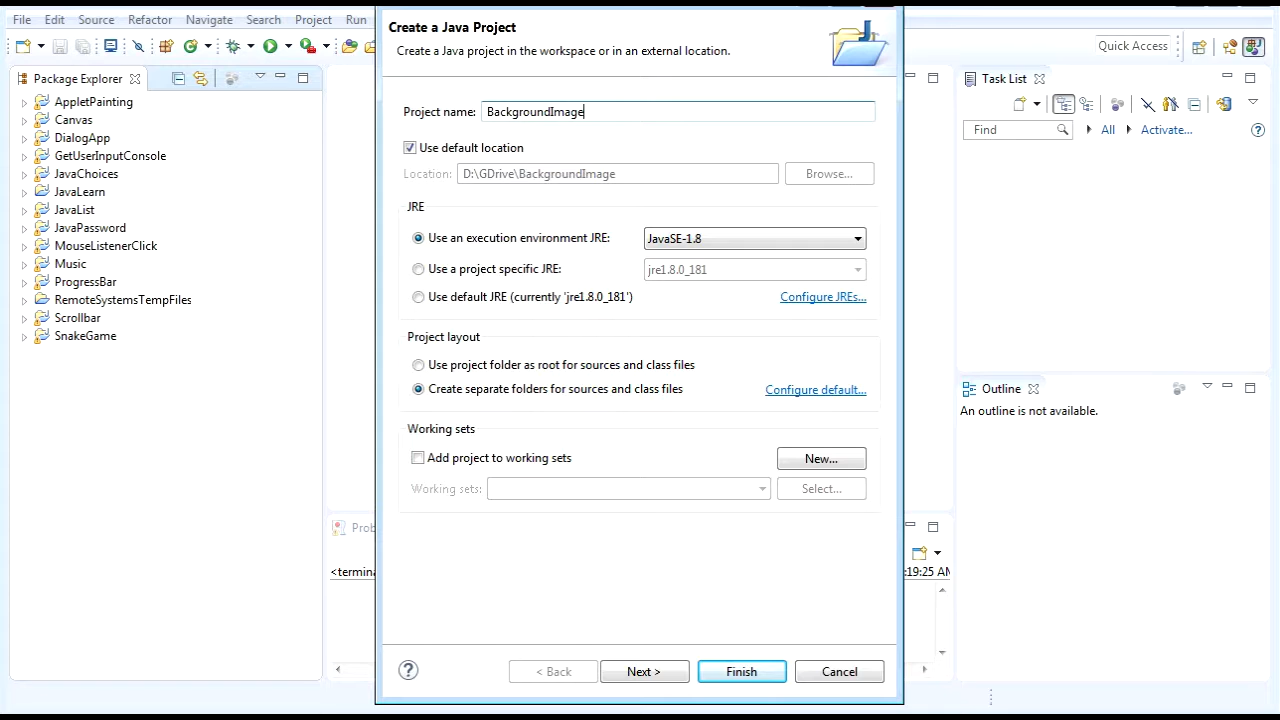 File Edit Source Refactor Navigate Search Project Run
Quick Access
Package Explorer
AppletPainting
Canvas
DialogApp
GetUserInputConsole
JavaChoices
JavaLearn
JavaList
JavaPassword
MouseListenerClick
Music
ProgressBar
RemoteSystemsTempFiles
Scrollbar
SnakeGame
Create a Java Project
Create a Java project in the workspace or in an external location.
Project name: BackgroundImage
Use default location
Location: D:\GDrive\BackgroundImage Browse...
JRE
Use an execution environment JRE: JavaSE-1.8
Use a project specific JRE: jre1.8.0_181
Use default JRE (currently 'jre1.8.0_181') Configure JREs...
Project layout
Use project folder as root for sources and class files
Create separate folders for sources and class files Configure default...
Working sets
Add project to working sets New...
Working sets: Select...
? < Back Next > Finish Cancel
Prob
<termina
:19:25 AM
Task List
Find All Activate...
Outline
An outline is not available.